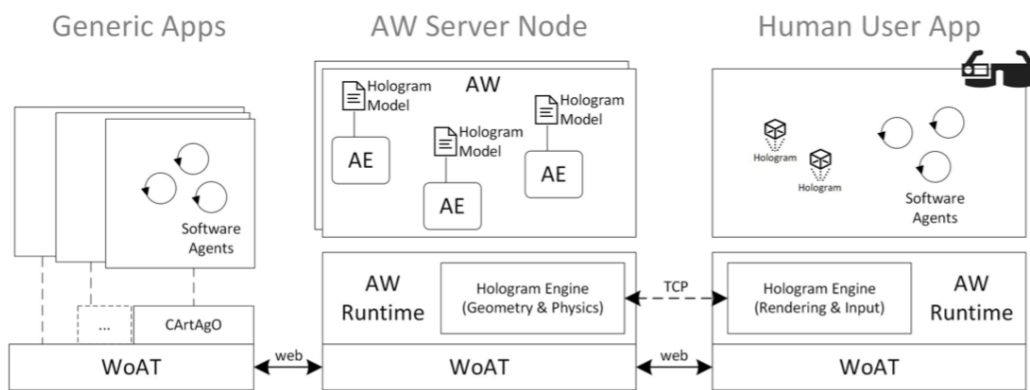 Generic Apps
AW Server Node
Human User App
AW
Hologram
Model
AE
Hologram
Model
AE
Hologram
Model
AE
Hologram
Hologram
Software
Agents
Software
Agents
AW
Runtime
Hologram Engine
(Geometry & Physics)
TCP
Hologram Engine
(Rendering & Input)
AW
Runtime
...
CArtAgO
WoAT
web
WoAT
web
WoAT